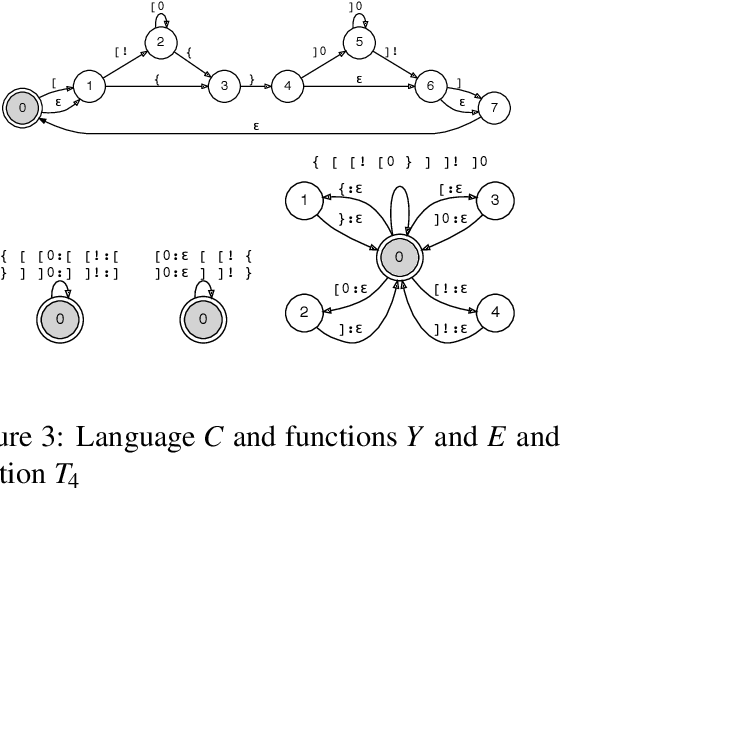 [0 ]0
2 5
[! { ]0 ]!
[ { } ε ]
0 ε 1 3 4 6 ε 7
ε
{ [ [! [0 } ] ]! ]0
1 {:ε [:ε 3
}:ε ]0:ε
0
{ [ [0:[ [!:[ [0:ε [ [! {
} ] ]0:] ]!:] ]0:ε ] ]! }
0 0
[0:ε [!:ε
2 4
]:ε ]!:ε
ure 3: Language C and functions Y and E and
tion T4